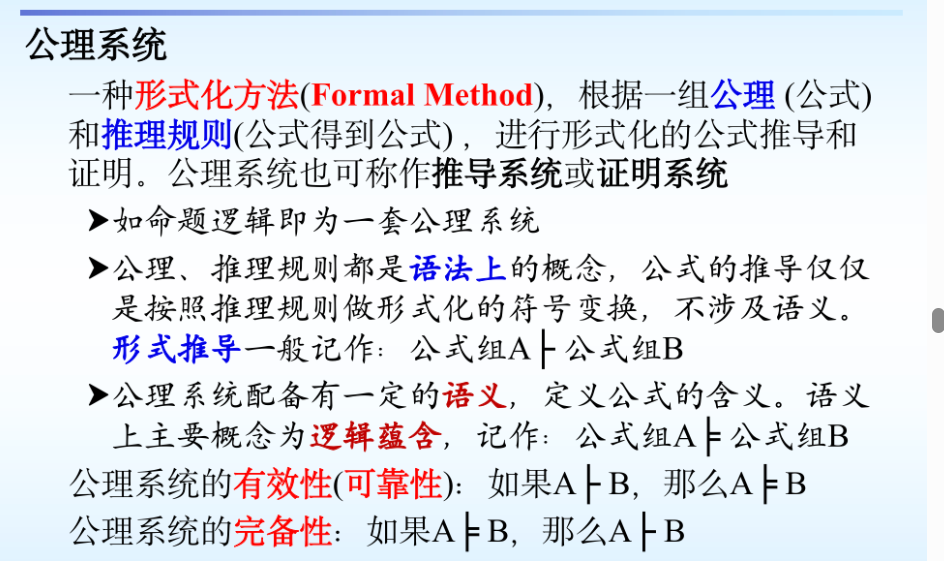 公理系统
一种形式化方法(Formal Method)，根据一组公理 (公式)
和推理规则(公式得到公式)，进行形式化的公式推导和
证明。公理系统也可称作推导系统或证明系统
➤如命题逻辑即为一套公理系统
➤公理、推理规则都是语法上的概念，公式的推导仅仅
是按照推理规则做形式化的符号变换，不涉及语义。
形式推导一般记作：公式组A├ 公式组B
➤公理系统配备有一定的语义，定义公式的含义。语义
上主要概念为逻辑蕴含，记作：公式组A╞ 公式组B
公理系统的有效性(可靠性)：如果A├ B，那么A╞ B
公理系统的完备性：如果A╞ B，那么A├ B